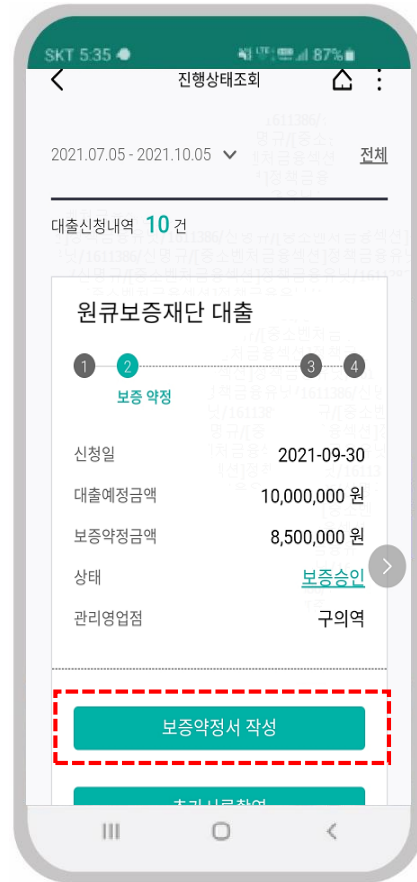 SKT 5:35 87%
진행상태조회
2021.07.05 - 2021.10.05 전체
대출신청내역 10 건
원큐보증재단 대출
1 2 3 4
보증 약정
신청일 2021-09-30
대출예정금액 10,000,000 원
보증약정금액 8,500,000 원
상태 보증승인
관리영업점 구의역
보증약정서 작성